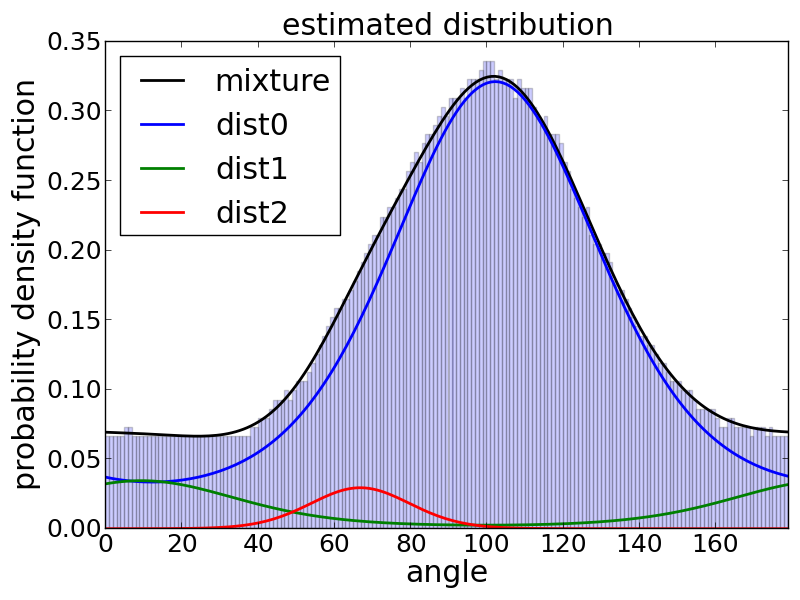 estimated distribution
probability density function
0.35
0.30
0.25
0.20
0.15
0.10
0.05
0.00
mixture
dist0
dist1
dist2
0 20 40 60 80 100 120 140 160
angle